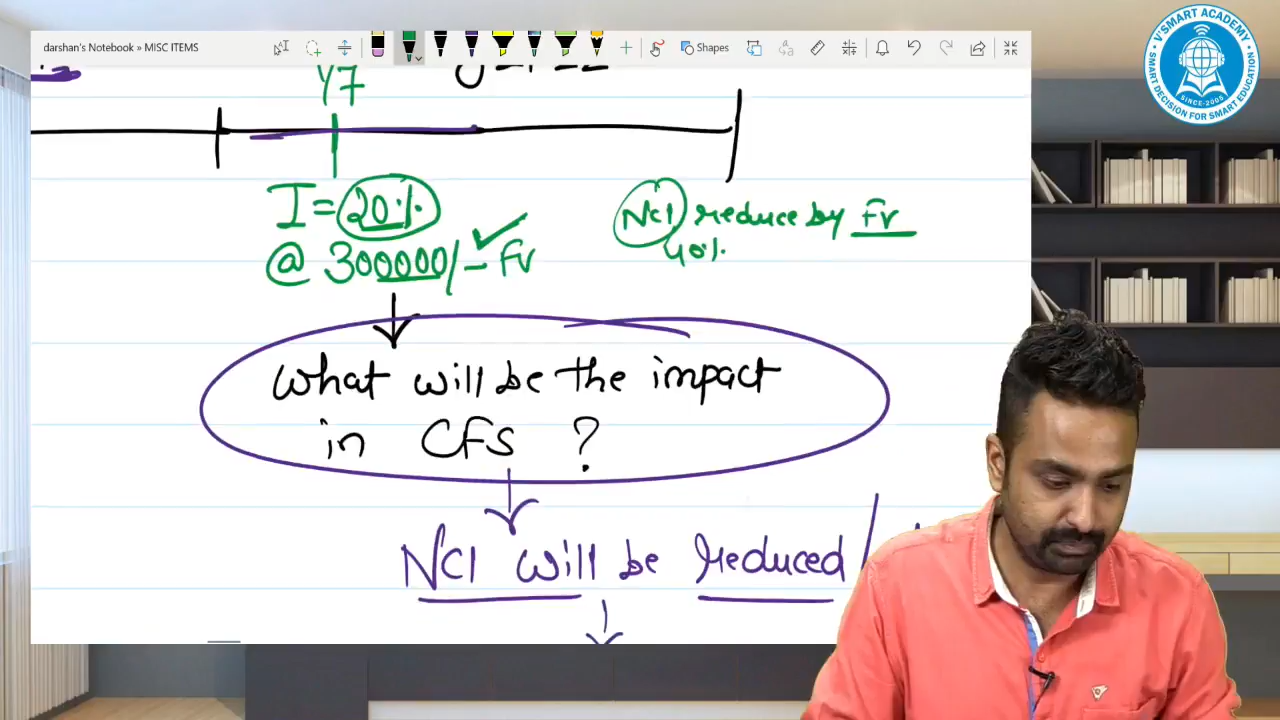 darshan's Notebook » MISC ITEMS
Shapes
Y7
I = 20%
@ 300000/- FV
NCI reduce by FV
40%
What will be the impact
in CFS ?
NCI will be reduced /
V'SMART ACADEMY
SINCE-2005
SMART DECISION FOR SMART EDUCATION